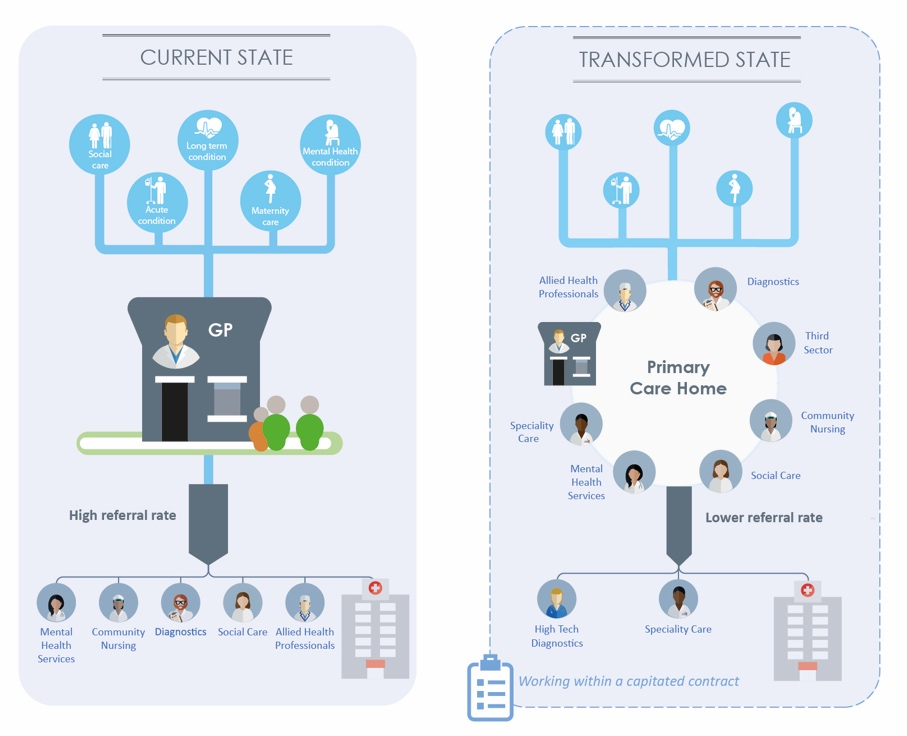 CURRENT STATE
Social
care
Long term
condition
Mental Health
condition
Acute
condition
Maternity
care
GP
High referral rate
Mental
Health
Services
Community
Nursing
Diagnostics
Social Care
Allied Health
Professionals
TRANSFORMED STATE
Allied Health
Professionals
Diagnostics
GP
Third
Sector
Primary
Care Home
Speciality
Care
Community
Nursing
Mental
Health
Services
Social Care
Lower referral rate
High Tech
Diagnostics
Speciality Care
Working within a capitated contract